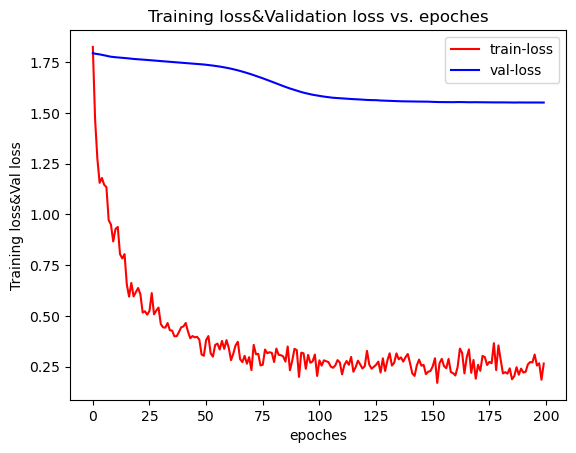 Training loss&Validation loss vs. epoches
train-loss
val-loss
Training loss&Val loss
1.75
1.50
1.25
1.00
0.75
0.50
0.25
0 25 50 75 100 125 150 175 200
epoches